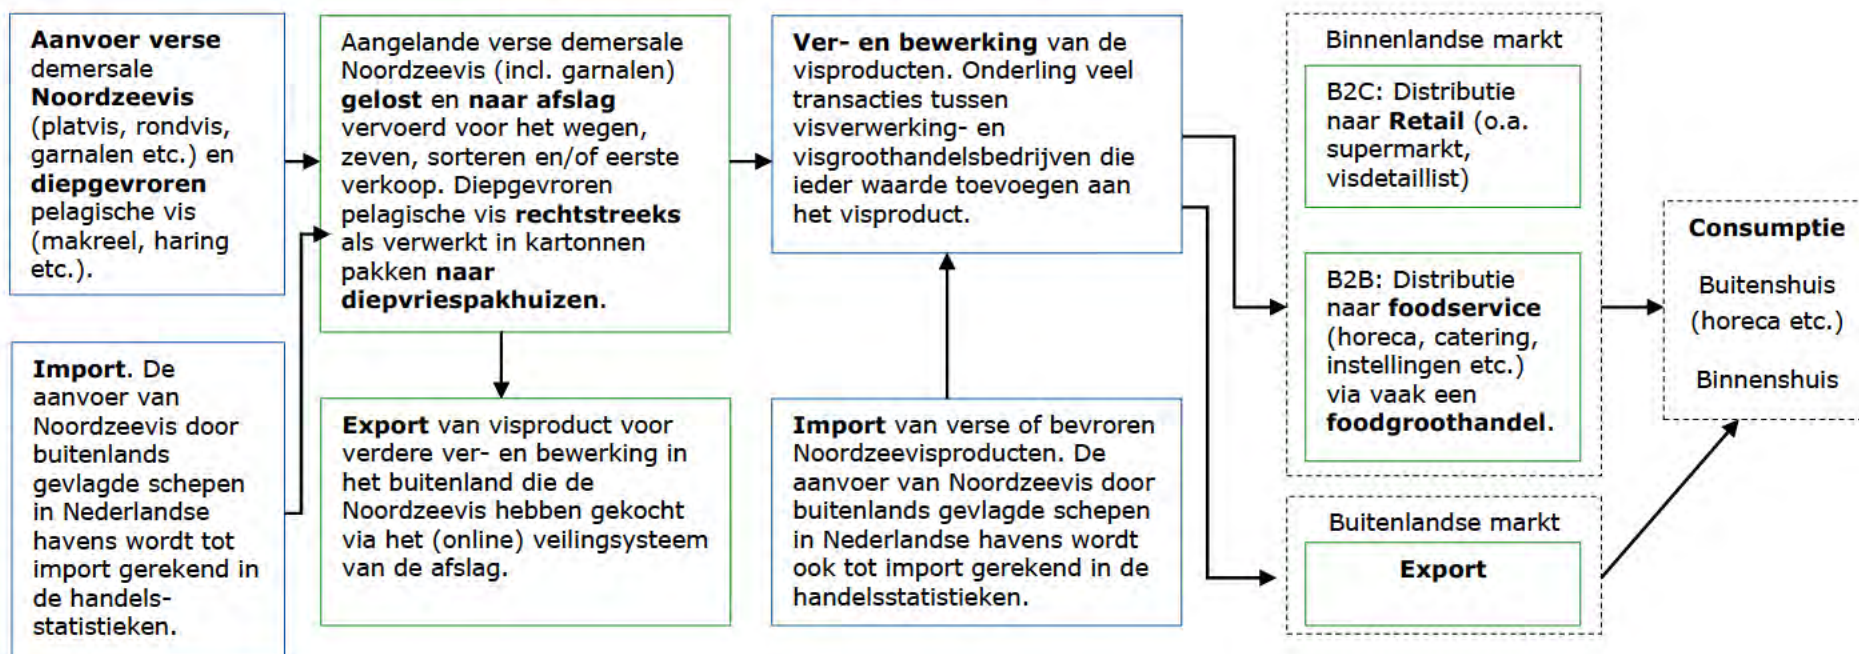 Aanvoer verse
demersale
Noordzeevis
(platvis, rondvis,
garnalen etc.) en
diepgevroren
pelagische vis
(makreel, haring
etc.).
Import. De
aanvoer van
Noordzeevis door
buitenlands
gevlagde schepen
in Nederlandse
havens wordt tot
import gerekend in
de handels-
statistieken.
Aangelande verse demersale
Noordzeevis (incl. garnalen)
gelost en naar afslag
vervoerd voor het wegen,
zeven, sorteren en/of eerste
verkoop. Diepgevroren
pelagische vis rechtstreeks
als verwerkt in kartonnen
pakken naar
diepvriespakhuizen.
Export van visproduct voor
verdere ver- en bewerking in
het buitenland die de
Noordzeevis hebben gekocht
via het (online) veilingsysteem
van de afslag.
Ver- en bewerking van de
visproducten. Onderling veel
transacties tussen
visverwerking- en
visgroothandelsbedrijven die
ieder waarde toevoegen aan
het visproduct.
Import van verse of bevroren
Noordzeevisproducten. De
aanvoer van Noordzeevis door
buitenlands gevlagde schepen
in Nederlandse havens wordt
ook tot import gerekend in de
handelsstatistieken.
Binnenlandse markt
B2C: Distributie
naar Retail (o.a.
supermarkt,
visdetaillist)
B2B: Distributie
naar foodservice
(horeca, catering,
instellingen etc.)
via vaak een
foodgroothandel.
Buitenlandse markt
Export
Consumptie
Buitenshuis
(horeca etc.)
Binnenshuis